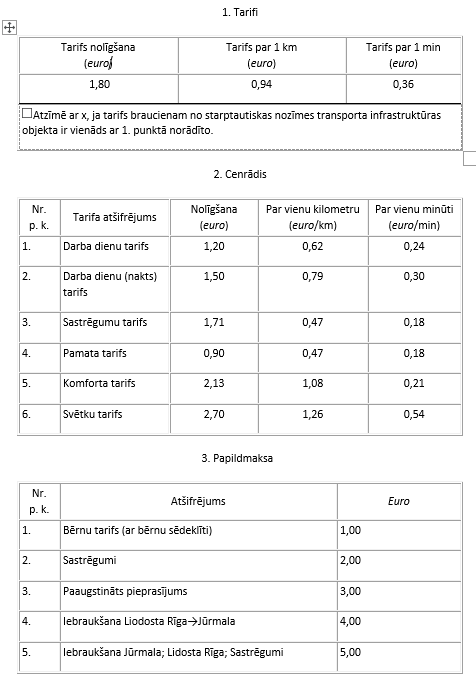 1. Tarifi
Tarifs nolīgšana Tarifs par 1 km Tarifs par 1 min
(euro) (euro) (euro)
1,80 0,94 0,36
Atzīmē ar x, ja tarifs braucienam no starptautiskas nozīmes transporta infrastruktūras
objekta ir vienāds ar 1. punktā norādīto.
2. Cenrādis
Nr. Nolīgšana Par vienu kilometru Par vienu minūti
p. k. Tarifa atšifrējums (euro) (euro/km) (euro/min)
1. Darba dienu tarifs 1,20 0,62 0,24
2. Darba dienu (nakts) 1,50 0,79 0,30
tarifs
3. Sastrēgumu tarifs 1,71 0,47 0,18
4. Pamata tarifs 0,90 0,47 0,18
5. Komforta tarifs 2,13 1,08 0,21
6. Svētku tarifs 2,70 1,26 0,54
3. Papildmaksa
Nr.
p. k. Atšifrējums Euro
1. Bērnu tarifs (ar bērnu sēdeklīti) 1,00
2. Sastrēgumi 2,00
3. Paaugstināts pieprasījums 3,00
4. Iebraukšana Liodosta Rīga→Jūrmala 4,00
5. Iebraukšana Jūrmala; Lidosta Rīga; Sastrēgumi 5,00